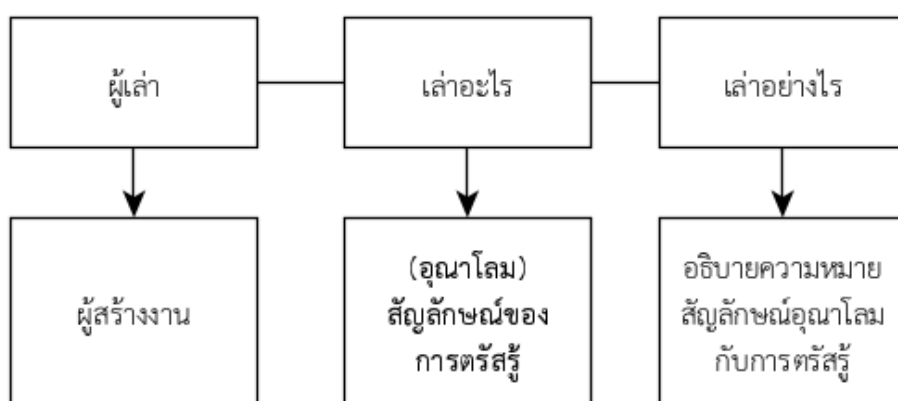 ผู้เล่า
เล่าอะไร
เล่าอย่างไร
ผู้สร้างงาน
(อุณาโลม)
สัญลักษณ์ของ
การตรัสรู้
อธิบายความหมาย
สัญลักษณ์อุณาโลม
กับการตรัสรู้